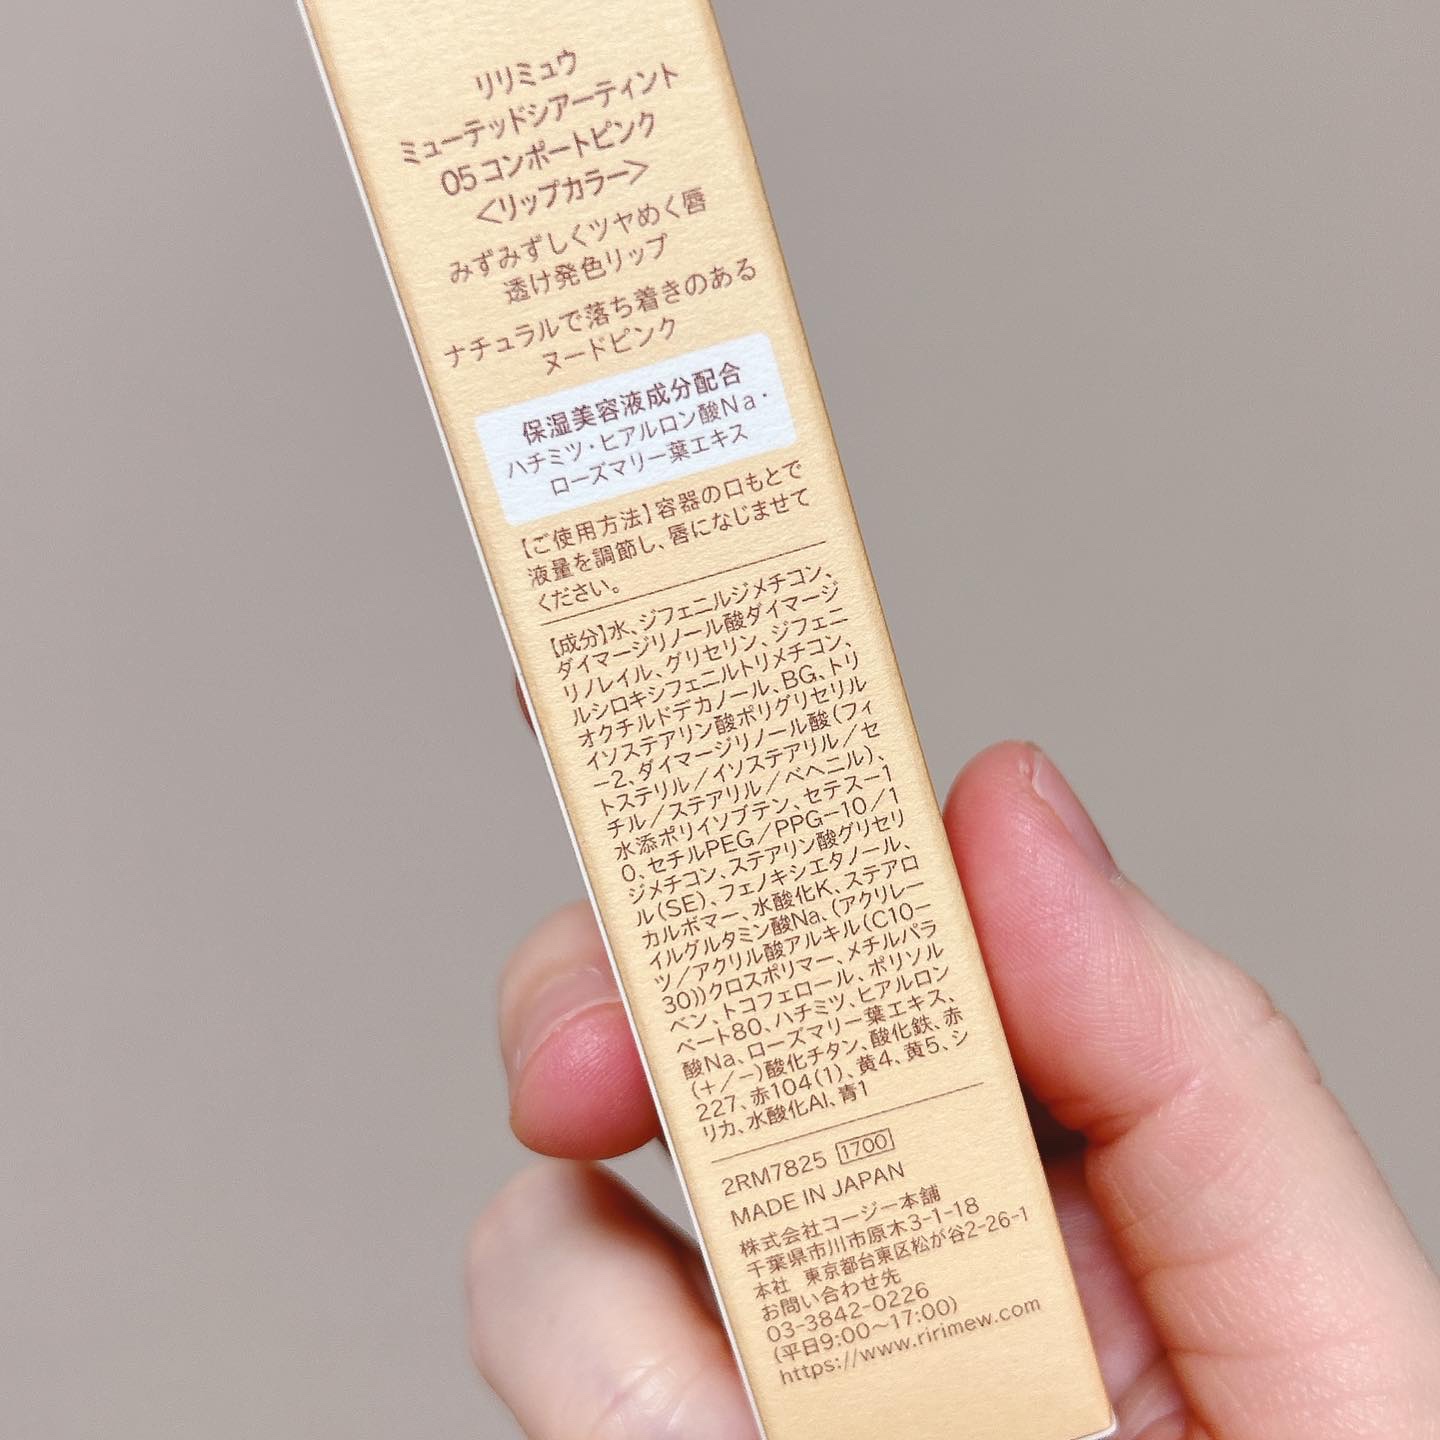 リリミュウ
ミューテッドシアーティント
05 コンポートピンク
<リップカラー>
みずみずしくツヤめく唇
透け発色リップ
ナチュラルで落ち着きのある
ヌードピンク
保湿美容液成分配合
ハチミツ・ヒアルロン酸Na・
ローズマリー葉エキス
【ご使用方法】容器の口もとで
液量を調節し、唇になじませて
ください。
【成分】水、ジフェニルジメチコン、
ダイマージリノール酸ダイマージ
リノレイル、グリセリン、ジフェニ
ルシロキシフェニルトリメチコン、
オクチルドデカノール、BG、トリ
イソステアリン酸ポリグリセリル
−2、ダイマージリノール酸(フィ
トステリル/イソステアリル/セ
チル/ステアリル/ベヘニル)、
水添ポリイソブテン、セテス−1
0、セチルPEG/PPG−10/1
ジメチコン、ステアリン酸グリセリ
ル(SE)、フェノキシエタノール、
カルボマー、水酸化K、ステアロ
イルグルタミン酸Na、(アクリレー
ツ/アクリル酸アルキル(C10−
30))クロスポリマー、メチルパラ
ベン、トコフェロール、ポリソル
ベート80、ハチミツ、ヒアルロン
酸Na、ローズマリー葉エキス、
(+/−)酸化チタン、酸化鉄、赤
227、赤104(1)、黄4、黄5、シ
リカ、水酸化Al、青1
2RM7825 1700
MADE IN JAPAN
株式会社コージー本舗
千葉県市川市原木3-1-18
本社 東京都台東区松が谷2-26-1
お問い合わせ先
03-3842-0226
(平日9:00〜17:00)
https://www.ririmew.com